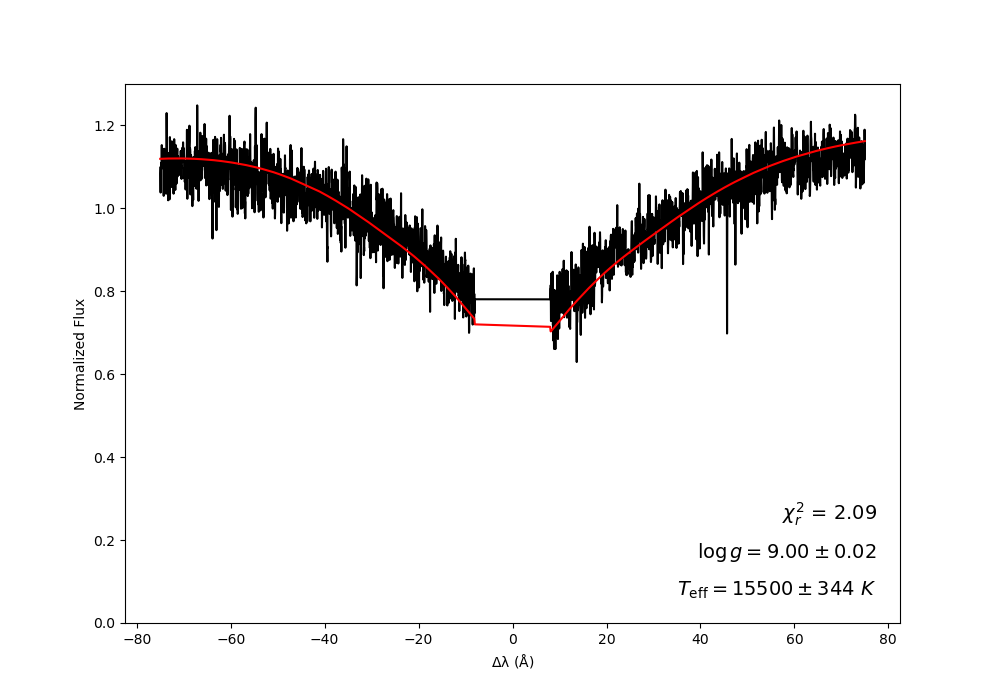 1.2
1.0
0.8
0.6
0.4
0.2
0.0
Normalized Flux
χ²ᵣ = 2.09
log g = 9.00 ± 0.02
T_eff = 15500 ± 344 K
−80 −60 −40 −20 0 20 40 60 80
Δλ (Å)